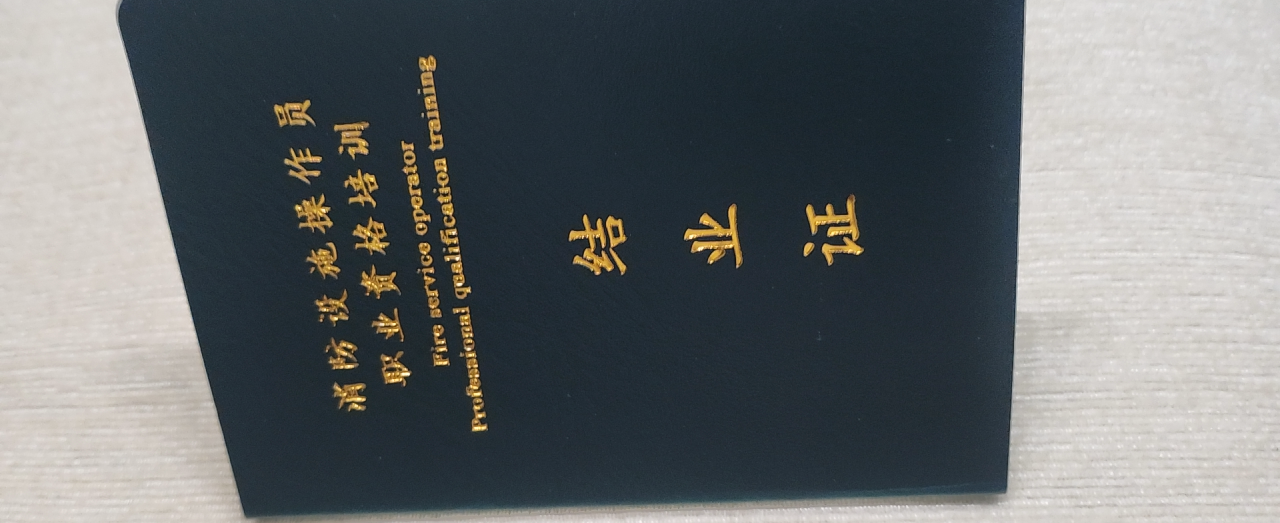 消防设施操作员
职业资格培训
Fire service operator
Professional qualification training
结
业
证